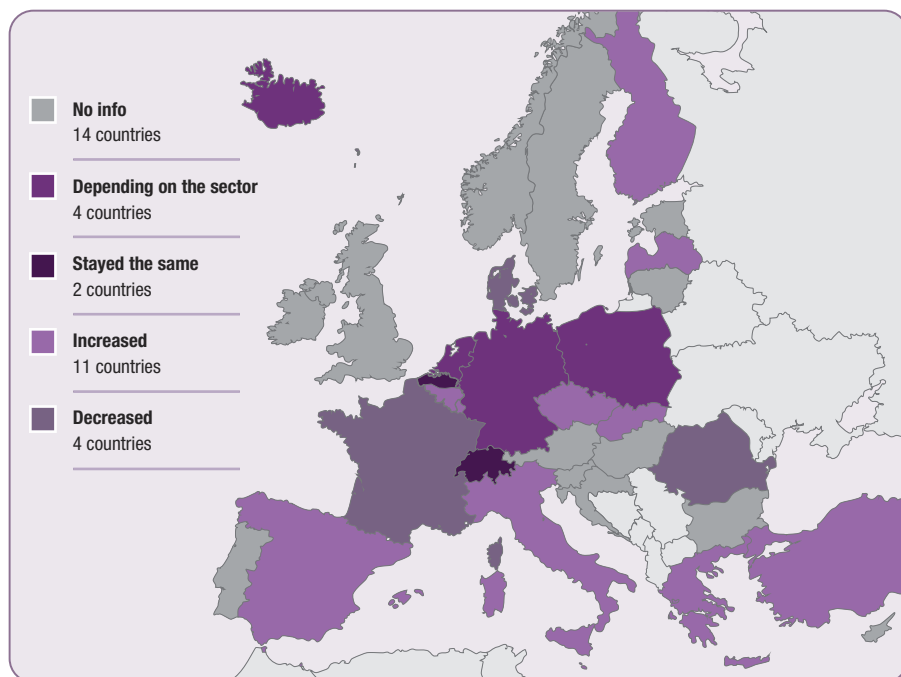 No info
14 countries
Depending on the sector
4 countries
Stayed the same
2 countries
Increased
11 countries
Decreased
4 countries